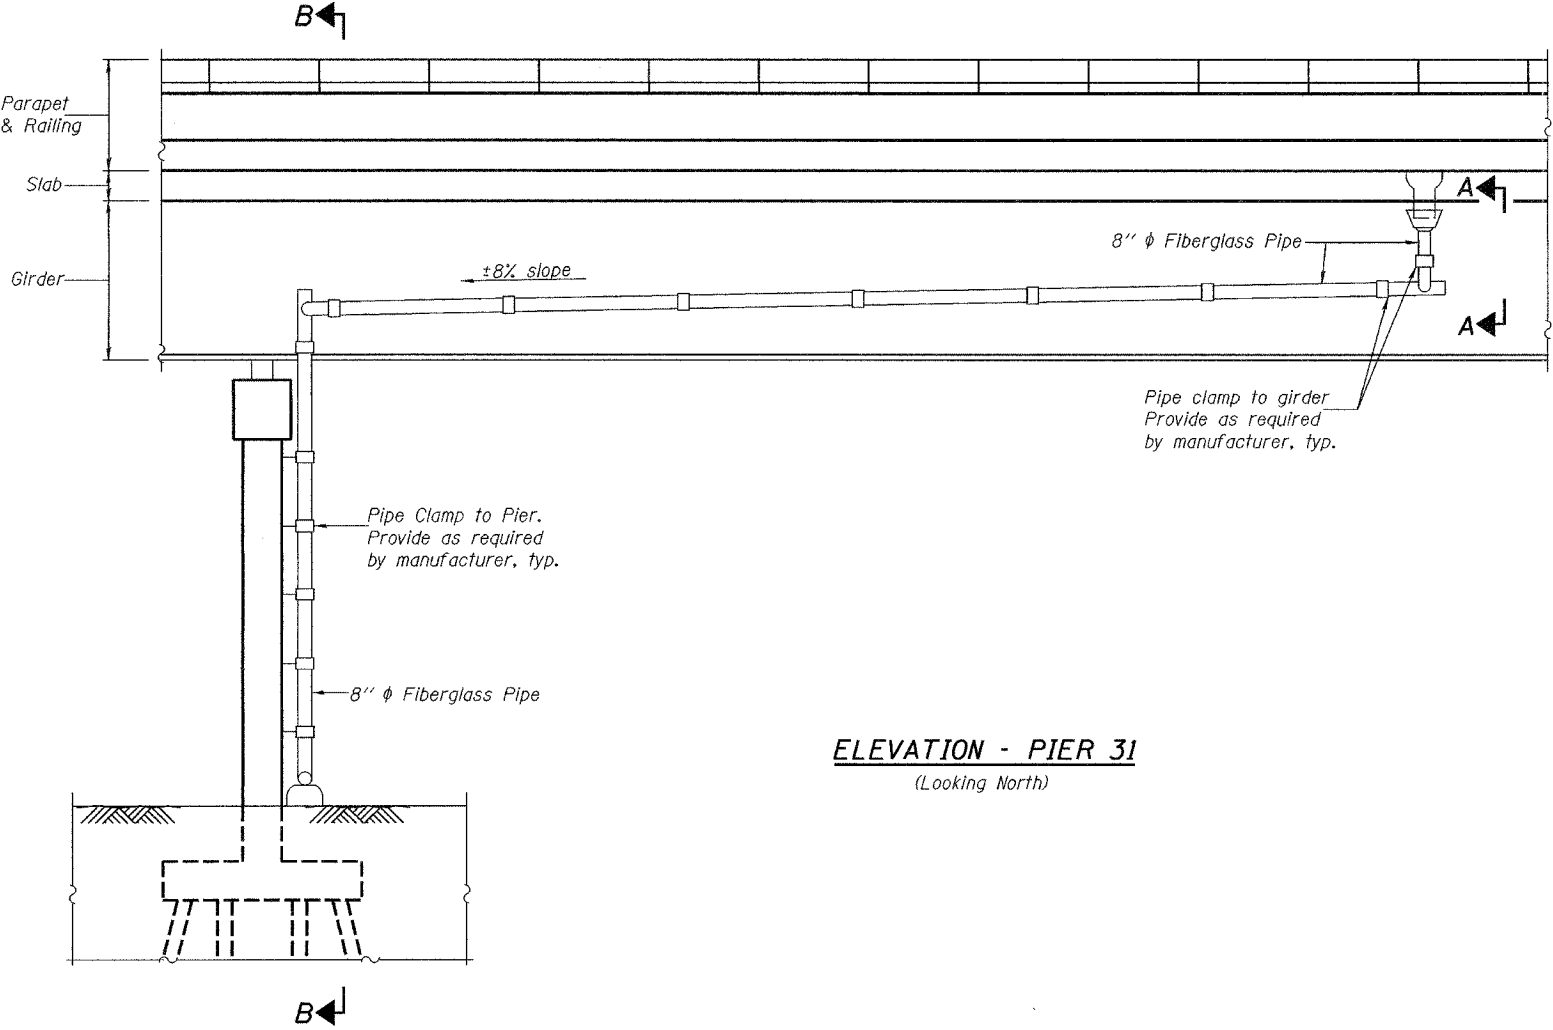 B
Parapet
& Railing
Slab
A
8" φ Fiberglass Pipe
±8% slope
Girder
A
Pipe clamp to girder
Provide as required
by manufacturer, typ.
Pipe Clamp to Pier.
Provide as required
by manufacturer, typ.
8" φ Fiberglass Pipe
ELEVATION - PIER 31
(Looking North)
B